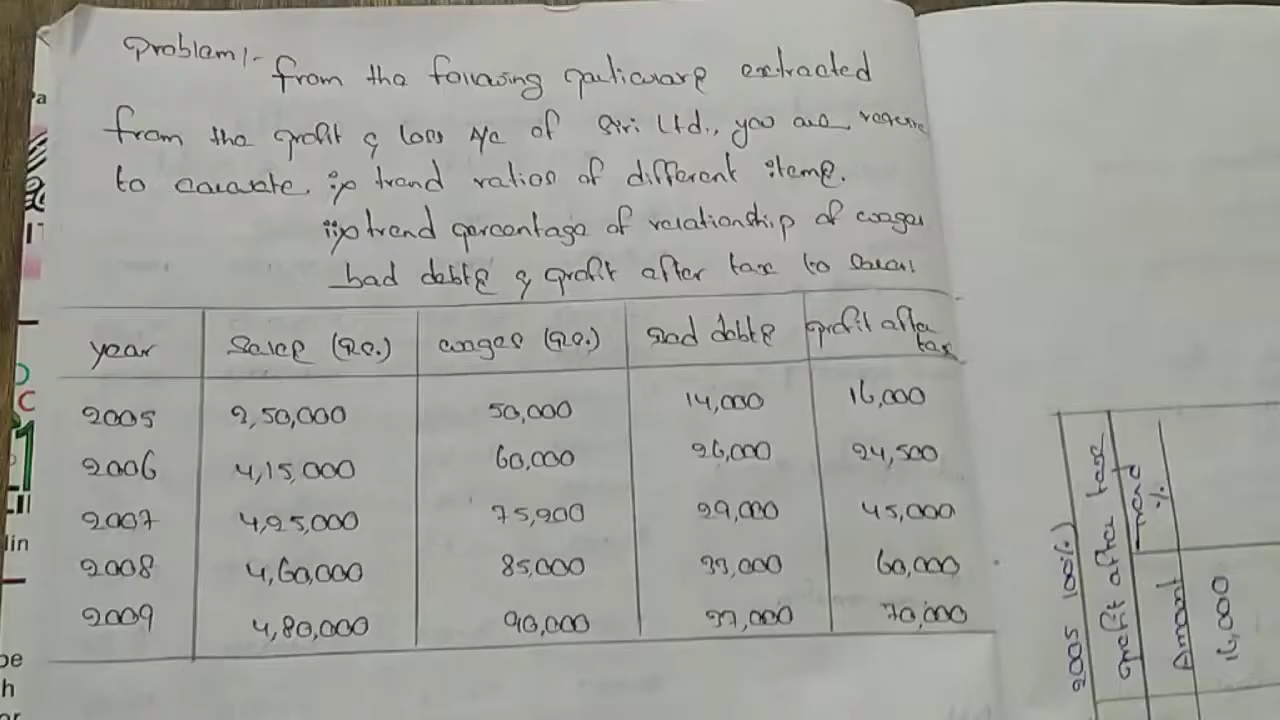 Problem:-
From the following particulars extracted
from the profit & loss A/c of Siri Ltd., you are require
to calculate i) trend ratios of different items.
ii) trend percentage of relationship of wages
bad debts & profit after tax to sales.
year Sales (Rs.) wages (Rs.) Bad debts profit after tax
2005 2,50,000 50,000 14,000 16,000
2006 4,15,000 60,000 26,000 24,500
2007 4,25,000 75,200 29,000 45,000
2008 4,60,000 85,000 33,000 60,000
2009 4,80,000 90,000 37,000 70,000
2005 100%)
profit after tax
Amount trend %
16,000
lin